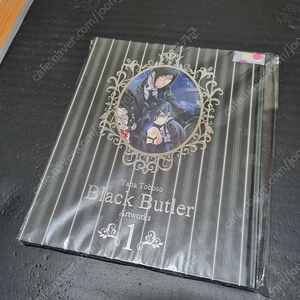 Yana Toboso
Black Butler
Artworks
1